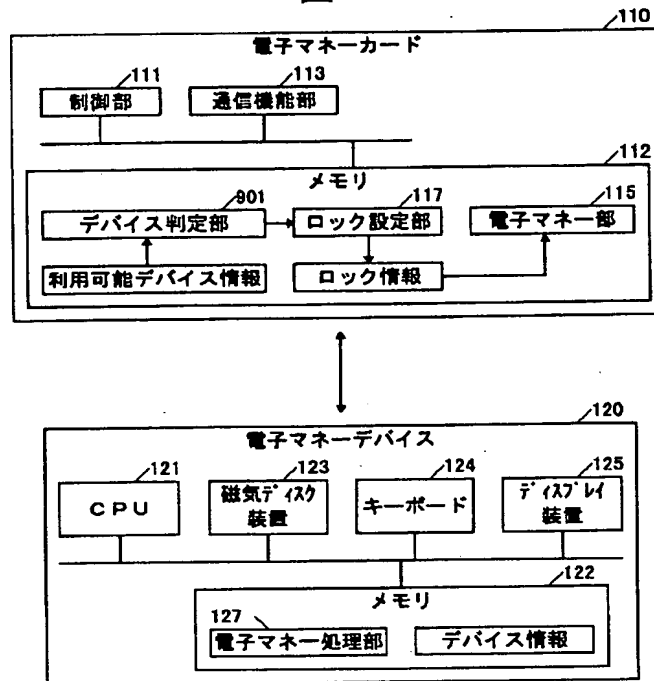 110
電子マネーカード
111
113
制御部
通信機能部
112
メモリ
901
117
115
デバイス判定部
ロック設定部
電子マネー部
利用可能デバイス情報
ロック情報
120
電子マネーデバイス
121
123
124
125
CPU
磁気ディスク
装置
キーボード
ディスプレイ
装置
122
メモリ
127
電子マネー処理部
デバイス情報